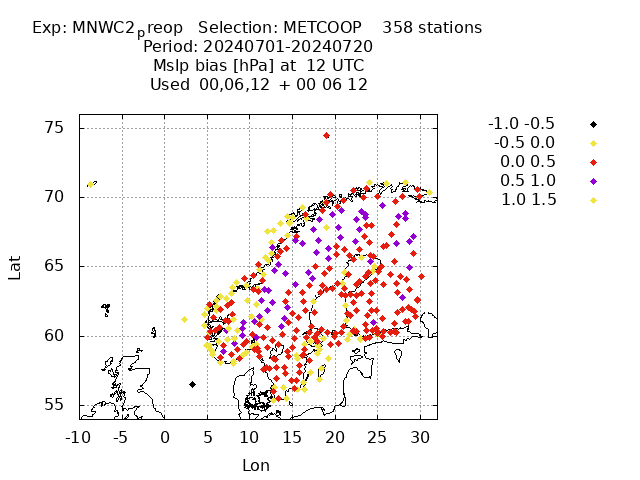 Exp: MNWC2preop   Selection: METCOOP    358 stations
Period: 20240701-20240720
Mslp bias [hPa] at  12 UTC
Used 00,06,12  + 00 06 12
-1.0 -0.5
-0.5 0.0
0.0 0.5
0.5 1.0
1.0 1.5
75
70
65
60
55
Lat
-10 -5 0 5 10 15 20 25 30
Lon